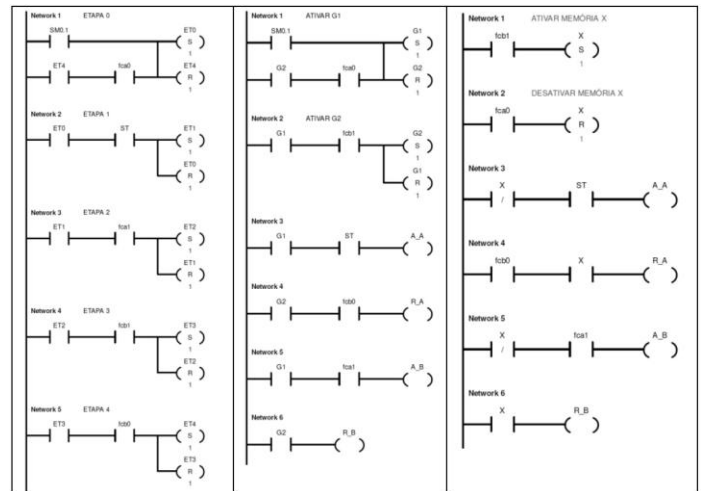 Network 1 ETAPA 0
SM0.1 ET0
S
1
ET4 fca0 ET4
R
1
Network 2 ETAPA 1
ET0 ST ET1
S
1
ET0
R
1
Network 3 ETAPA 2
ET1 fca1 ET2
S
1
ET1
R
1
Network 4 ETAPA 3
ET2 fcb1 ET3
S
1
ET2
R
1
Network 5 ETAPA 4
ET3 fcb0 ET4
S
1
ET3
R
1
Network 1 ATIVAR G1
SM0.1 G1
S
1
G2 fca0 G2
R
1
Network 2 ATIVAR G2
G1 fcb1 G2
S
1
G1
R
1
Network 3
G1 ST A_A
Network 4
G2 fcb0 R_A
Network 5
G1 fca1 A_B
Network 6
G2 R_B
Network 1 ATIVAR MEMÓRIA X
fcb1 X
S
1
Network 2 DESATIVAR MEMÓRIA X
fca0 X
R
1
Network 3
X ST A_A
/
Network 4
fcb0 X R_A
Network 5
X fca1 A_B
/
Network 6
X R_B